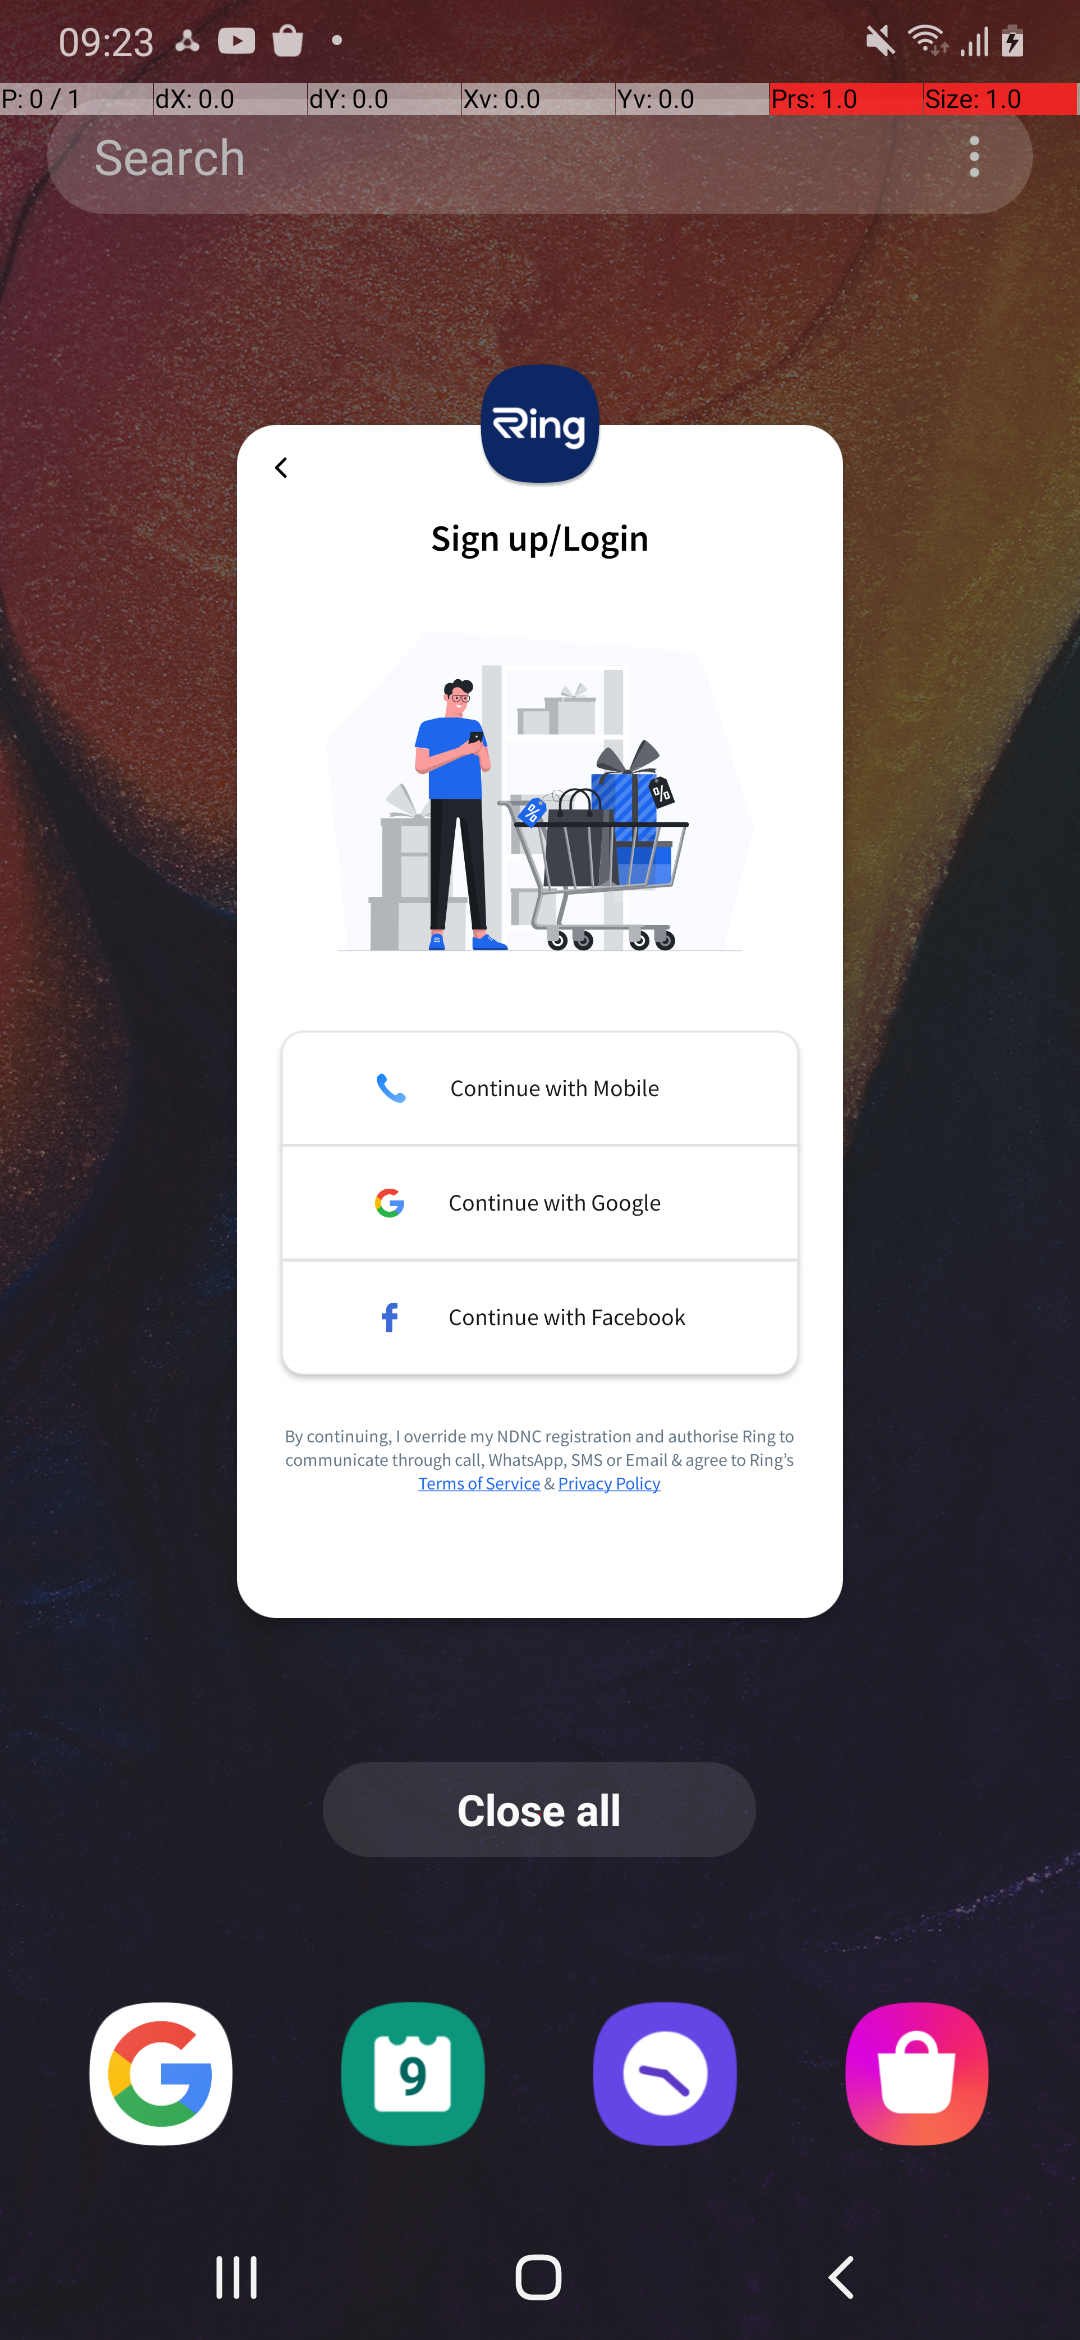 09:23
P: 0 / 1 dX: 0.0 dY: 0.0 Xv: 0.0 Yv: 0.0 Prs: 1.0 Size: 1.0
Search
Ring
Sign up/Login
%
%
Continue with Mobile
G Continue with Google
f Continue with Facebook
By continuing, I override my NDNC registration and authorise Ring to
communicate through call, WhatsApp, SMS or Email & agree to Ring’s
Terms of Service & Privacy Policy
Close all
G 9